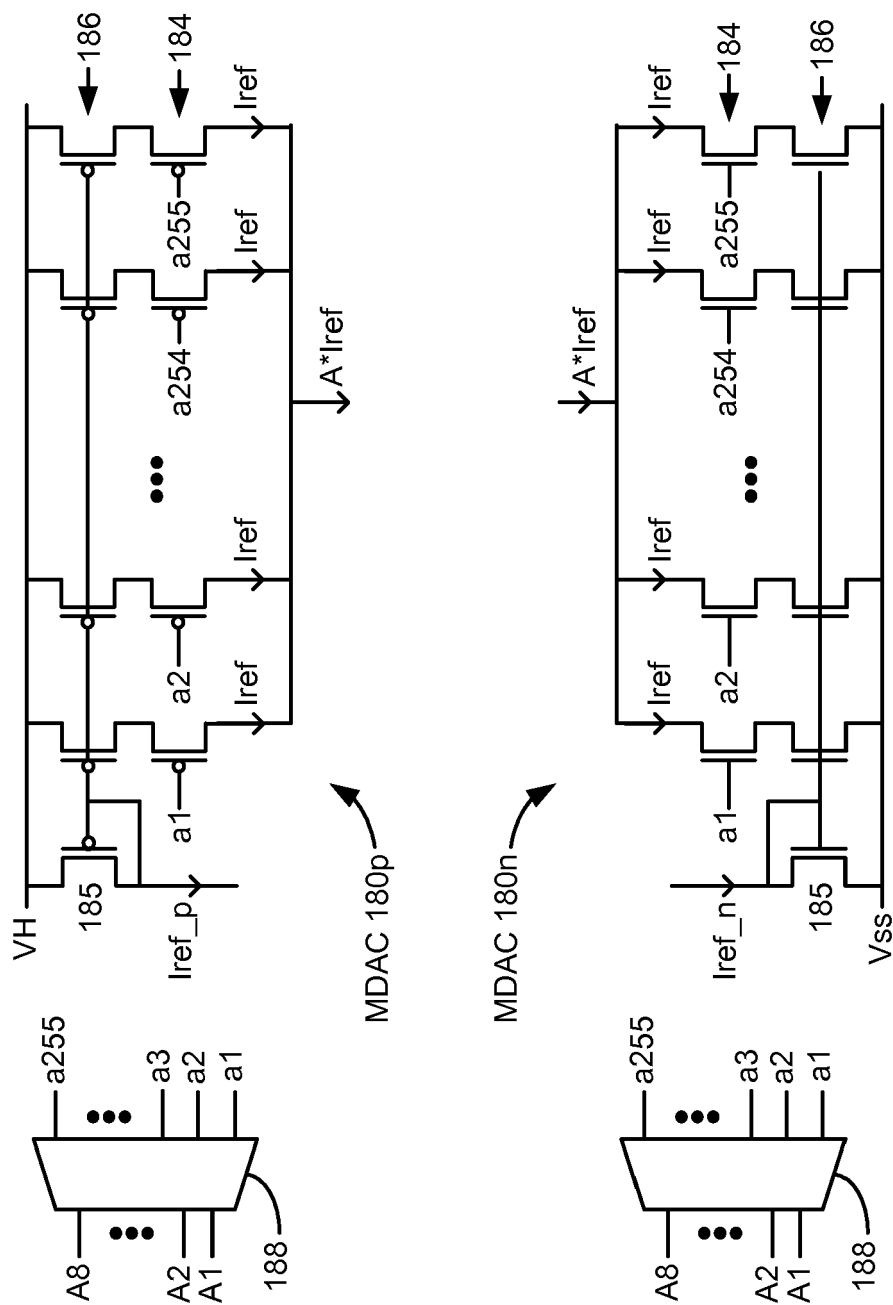 A8
A2
A1
188
a255
a3
a2
a1
VH
185
Iref_p
a1
Iref
a2
Iref
a254
Iref
a255
Iref
186
184
A*Iref
MDAC 180p
MDAC 180n
A8
A2
A1
188
a255
a3
a2
a1
Iref_n
185
Vss
a1
Iref
a2
Iref
a254
Iref
a255
Iref
184
186
A*Iref